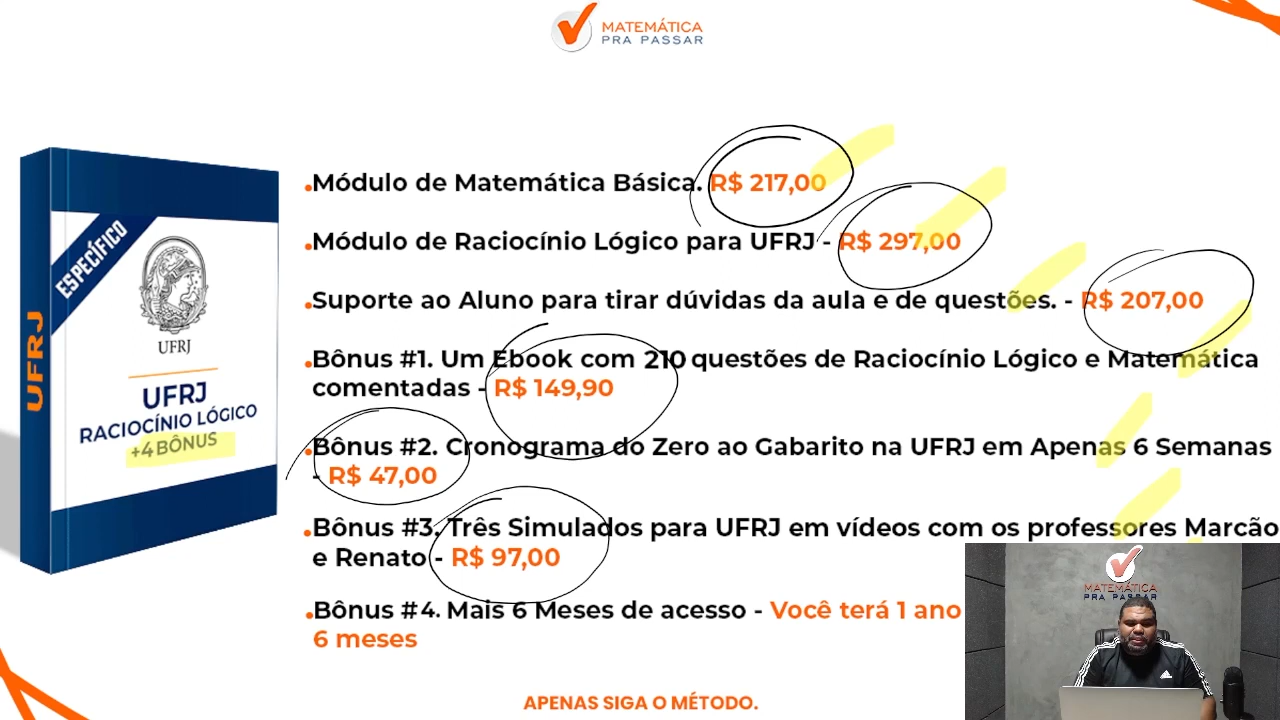 MATEMÁTICA
PRA PASSAR
•Módulo de Matemática Básica. R$ 217,00
•Módulo de Raciocínio Lógico para UFRJ - R$ 297,00
•Suporte ao Aluno para tirar dúvidas da aula e de questões. - R$ 207,00
•Bônus #1. Um Ebook com 210 questões de Raciocínio Lógico e Matemática
comentadas - R$ 149,90
•Bônus #2. Cronograma do Zero ao Gabarito na UFRJ em Apenas 6 Semanas
- R$ 47,00
•Bônus #3. Três Simulados para UFRJ em vídeos com os professores Marcão
e Renato - R$ 97,00
•Bônus #4. Mais 6 Meses de acesso - Você terá 1 ano
6 meses
ESPECÍFICO
UFRJ
UFRJ
UFRJ
RACIOCÍNIO LÓGICO
+4 BÔNUS
MATEMÁTICA
PRA PASSAR
adidas
APENAS SIGA O MÉTODO.